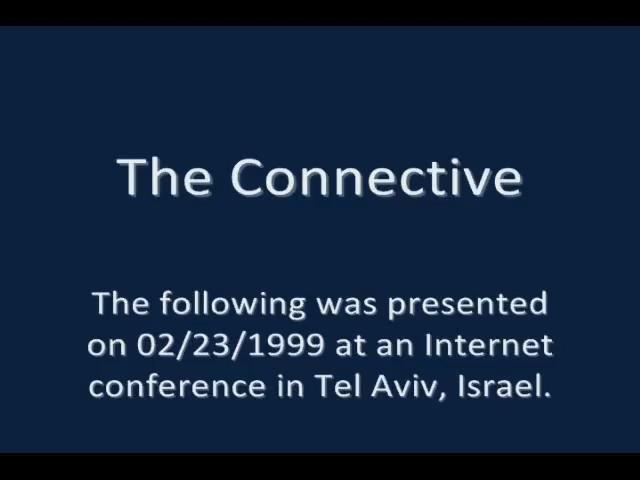 The Connective
The following was presented
on 02/23/1999 at an Internet
conference in Tel Aviv, Israel.